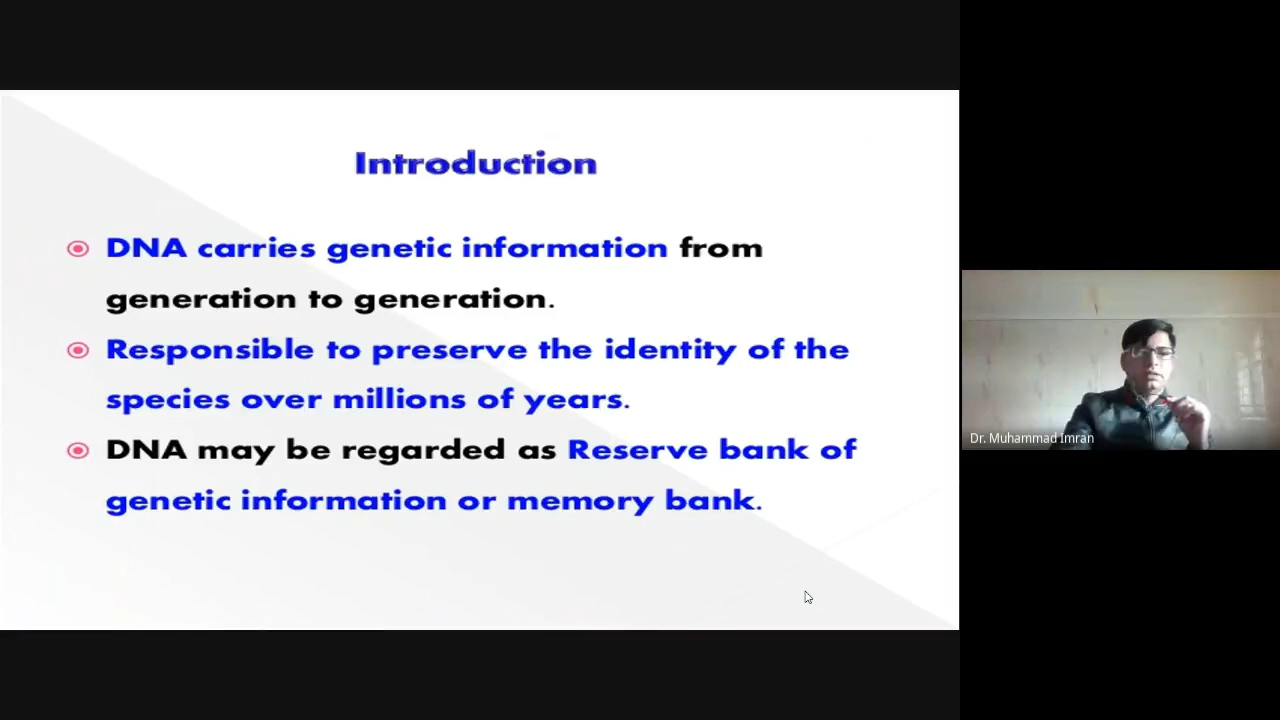 Introduction
DNA carries genetic information from
generation to generation.
Responsible to preserve the identity of the
species over millions of years.
DNA may be regarded as Reserve bank of
genetic information or memory bank.
Dr. Muhammad Imran